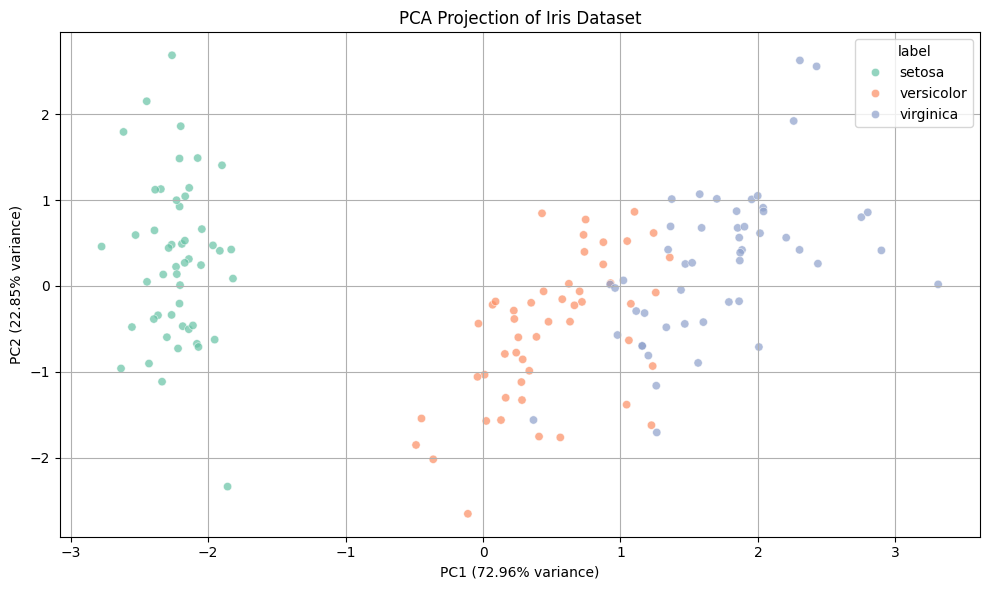 PCA Projection of Iris Dataset
label
setosa
versicolor
virginica
PC2 (22.85% variance)
2
1
0
−1
−2
−3
−2
−1
0
1
2
3
PC1 (72.96% variance)